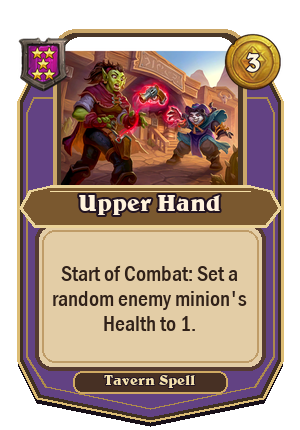 3
Upper Hand
Start of Combat: Set a
random enemy minion's
Health to 1.
Tavern Spell